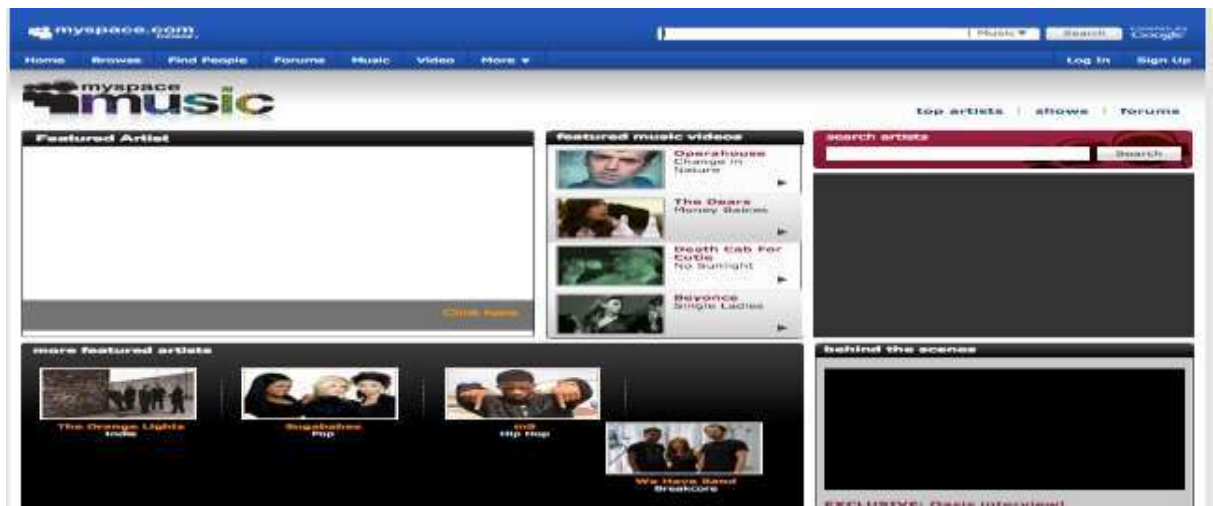 myspace.com
Music ▼ Search
Google
Home Browse Find People Forums Music Video More ▼ Log In Sign Up
myspace
music
top artists | shows | forums
Featured Artist
Click here
featured music videos
Operahouse
Change in
Nature
The Dears
Money Babies
Death Cab For
Cutie
No Sunlight
Beyonce
Single Ladies
search artists
Search
more featured artists
The Orange Lights
Indie
Sugababes
Pop
Hip Hop
We Have Band
Breakcore
behind the scenes
EXCLUSIVE: Oasis interview!